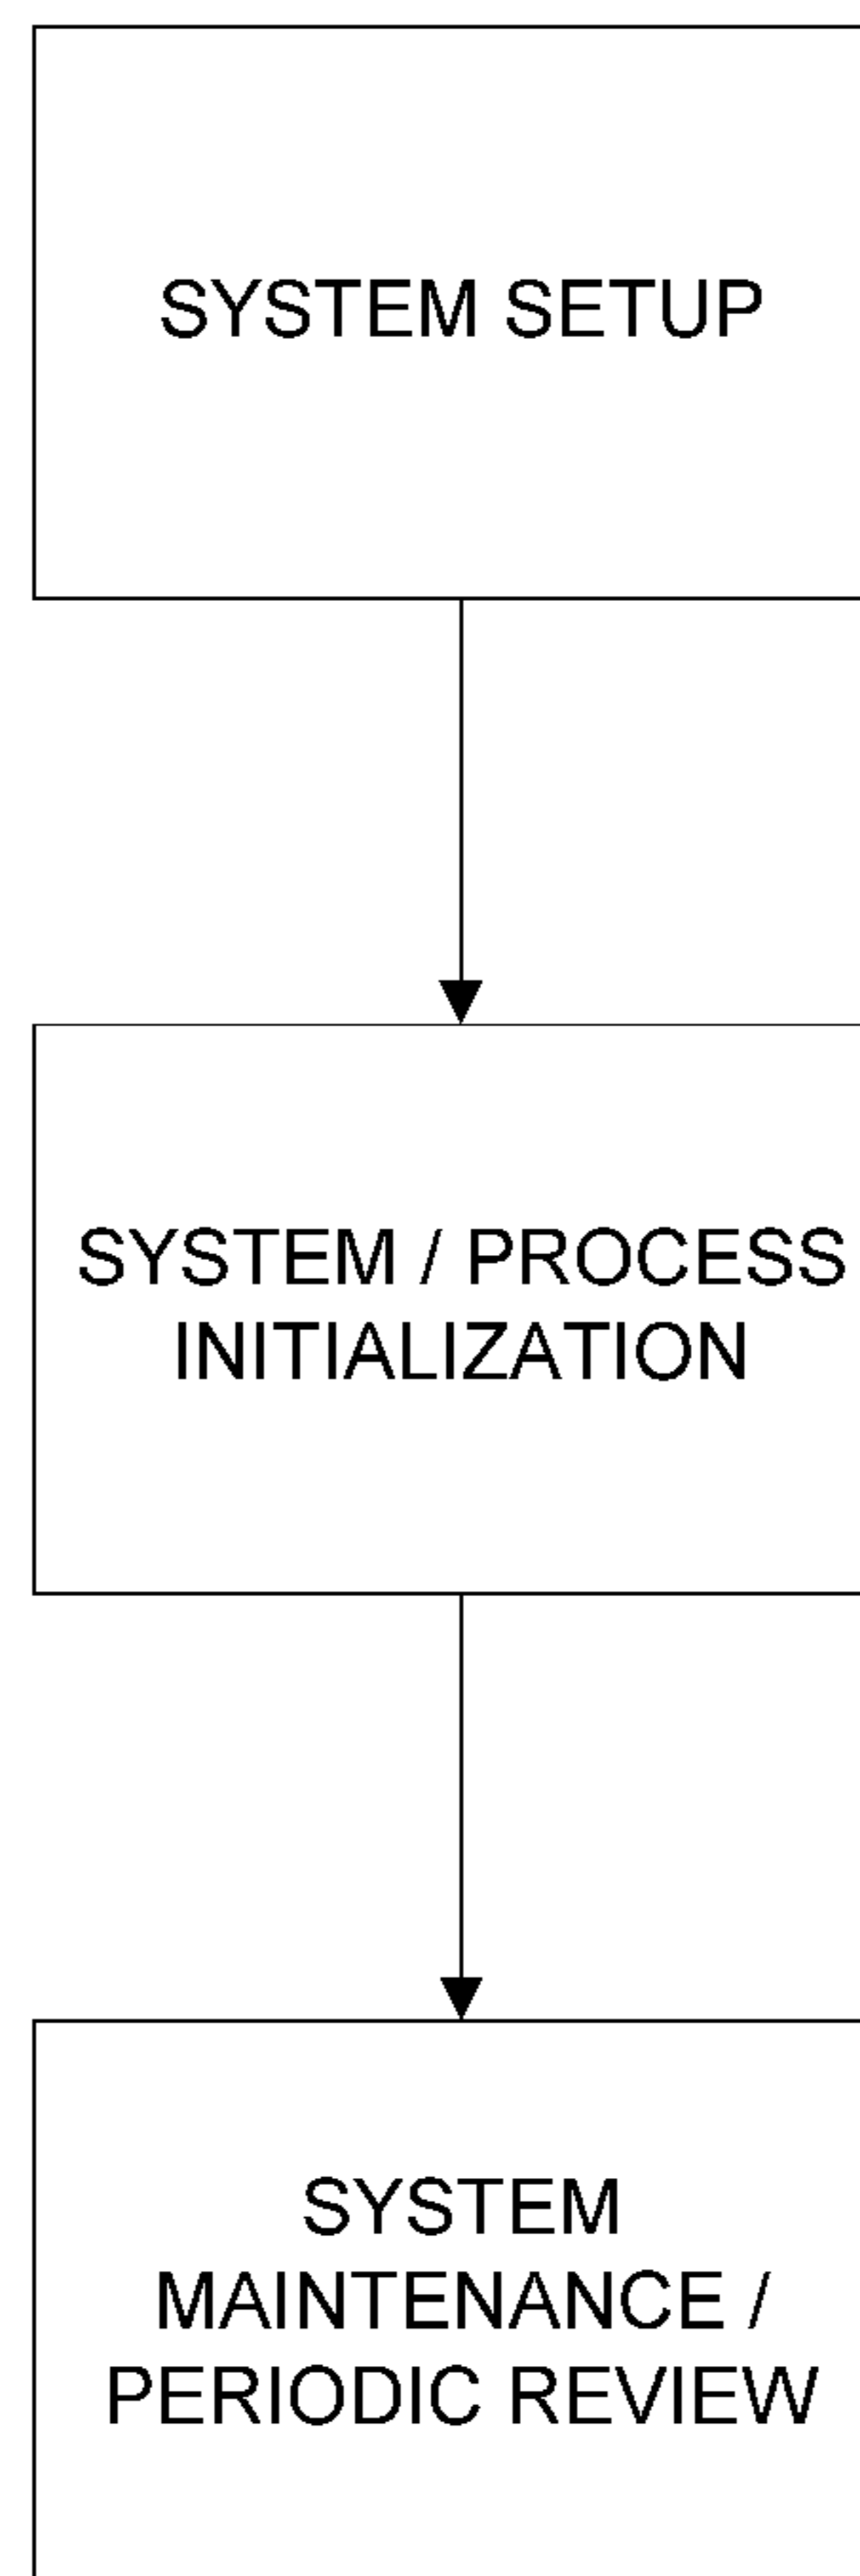 SYSTEM SETUP
SYSTEM / PROCESS
INITIALIZATION
SYSTEM
MAINTENANCE /
PERIODIC REVIEW